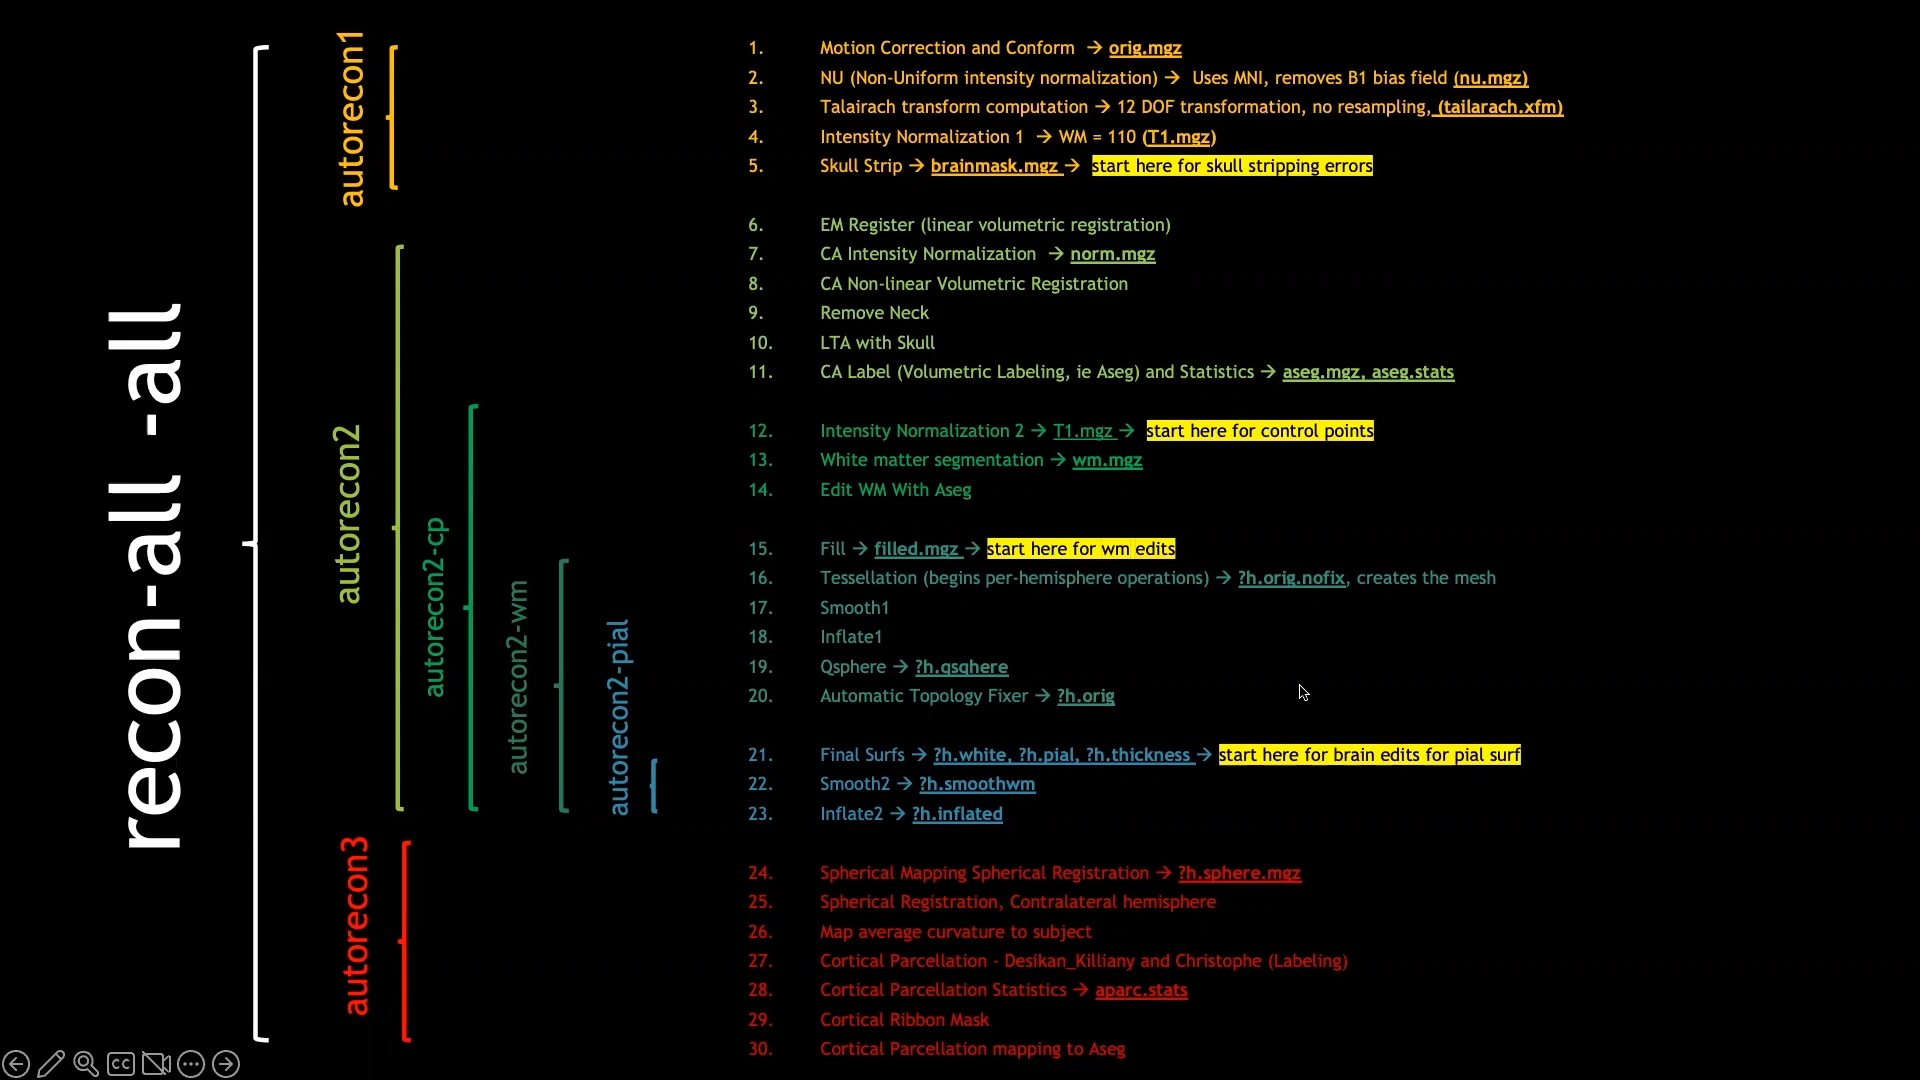 recon-all -all
autorecon1
1. Motion Correction and Conform → orig.mgz
2. NU (Non-Uniform intensity normalization) → Uses MNI, removes B1 bias field (nu.mgz)
3. Talairach transform computation → 12 DOF transformation, no resampling, (tailarach.xfm)
4. Intensity Normalization 1 → WM = 110 (T1.mgz)
5. Skull Strip → brainmask.mgz → start here for skull stripping errors
autorecon2
6. EM Register (linear volumetric registration)
7. CA Intensity Normalization → norm.mgz
8. CA Non-linear Volumetric Registration
9. Remove Neck
10. LTA with Skull
11. CA Label (Volumetric Labeling, ie Aseg) and Statistics → aseg.mgz, aseg.stats
autorecon2-cp
12. Intensity Normalization 2 → T1.mgz → start here for control points
13. White matter segmentation → wm.mgz
14. Edit WM With Aseg
autorecon2-wm
15. Fill → filled.mgz → start here for wm edits
16. Tessellation (begins per-hemisphere operations) → ?h.orig.nofix, creates the mesh
17. Smooth1
18. Inflate1
19. Qsphere → ?h.qsqhere
20. Automatic Topology Fixer → ?h.orig
autorecon2-pial
21. Final Surfs → ?h.white, ?h.pial, ?h.thickness → start here for brain edits for pial surf
22. Smooth2 → ?h.smoothwm
23. Inflate2 → ?h.inflated
autorecon3
24. Spherical Mapping Spherical Registration → ?h.sphere.mgz
25. Spherical Registration, Contralateral hemisphere
26. Map average curvature to subject
27. Cortical Parcellation - Desikan_Killiany and Christophe (Labeling)
28. Cortical Parcellation Statistics → aparc.stats
29. Cortical Ribbon Mask
30. Cortical Parcellation mapping to Aseg
CC